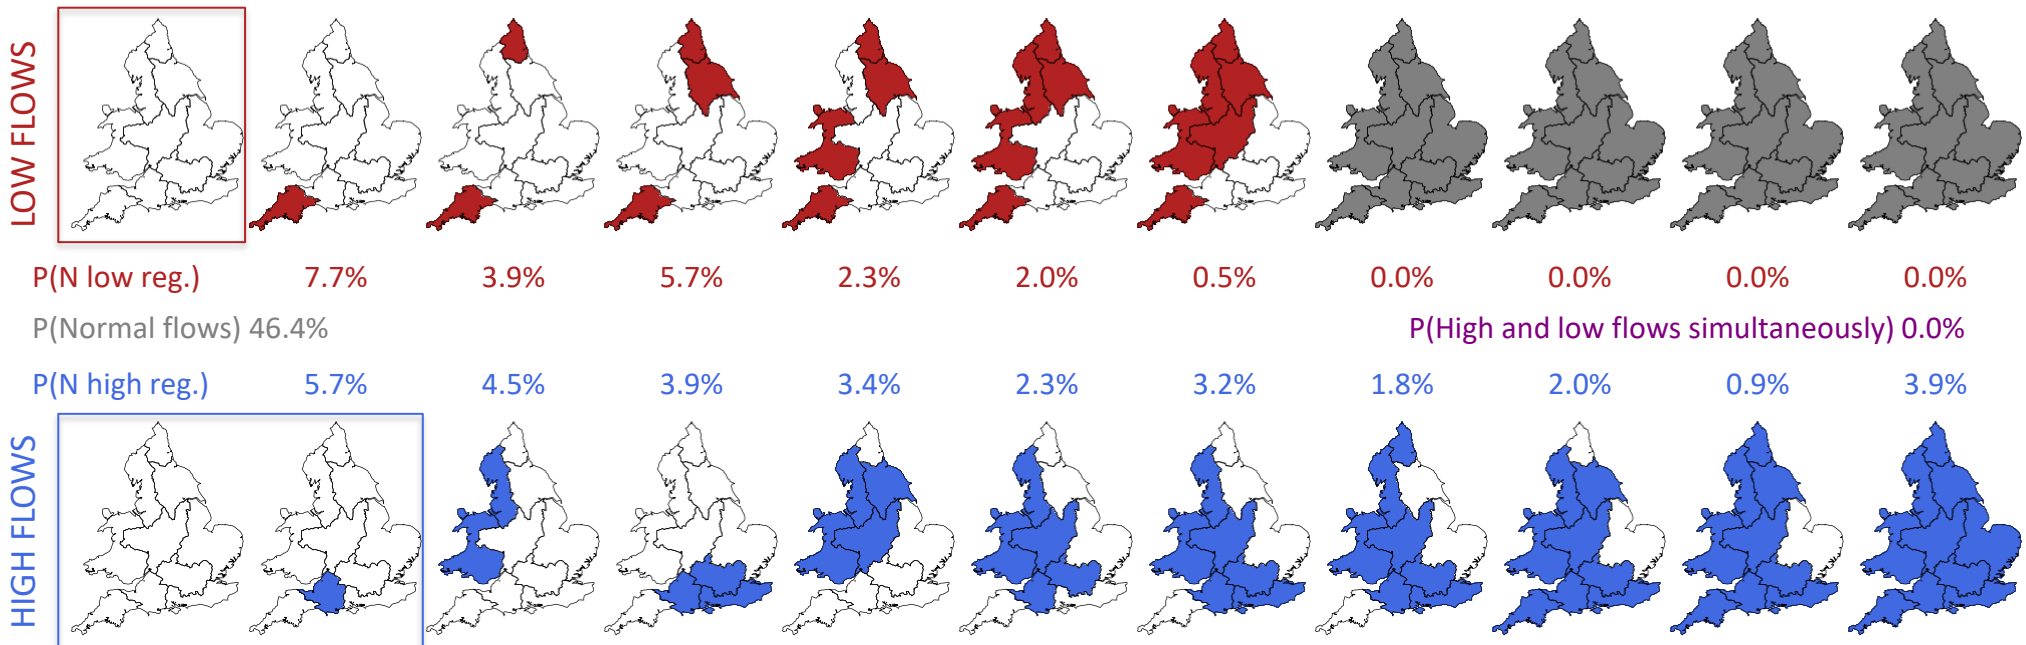 LOW FLOWS
P(N low reg.) 7.7% 3.9% 5.7% 2.3% 2.0% 0.5% 0.0% 0.0% 0.0% 0.0%
P(Normal flows) 46.4% P(High and low flows simultaneously) 0.0%
P(N high reg.) 5.7% 4.5% 3.9% 3.4% 2.3% 3.2% 1.8% 2.0% 0.9% 3.9%
HIGH FLOWS